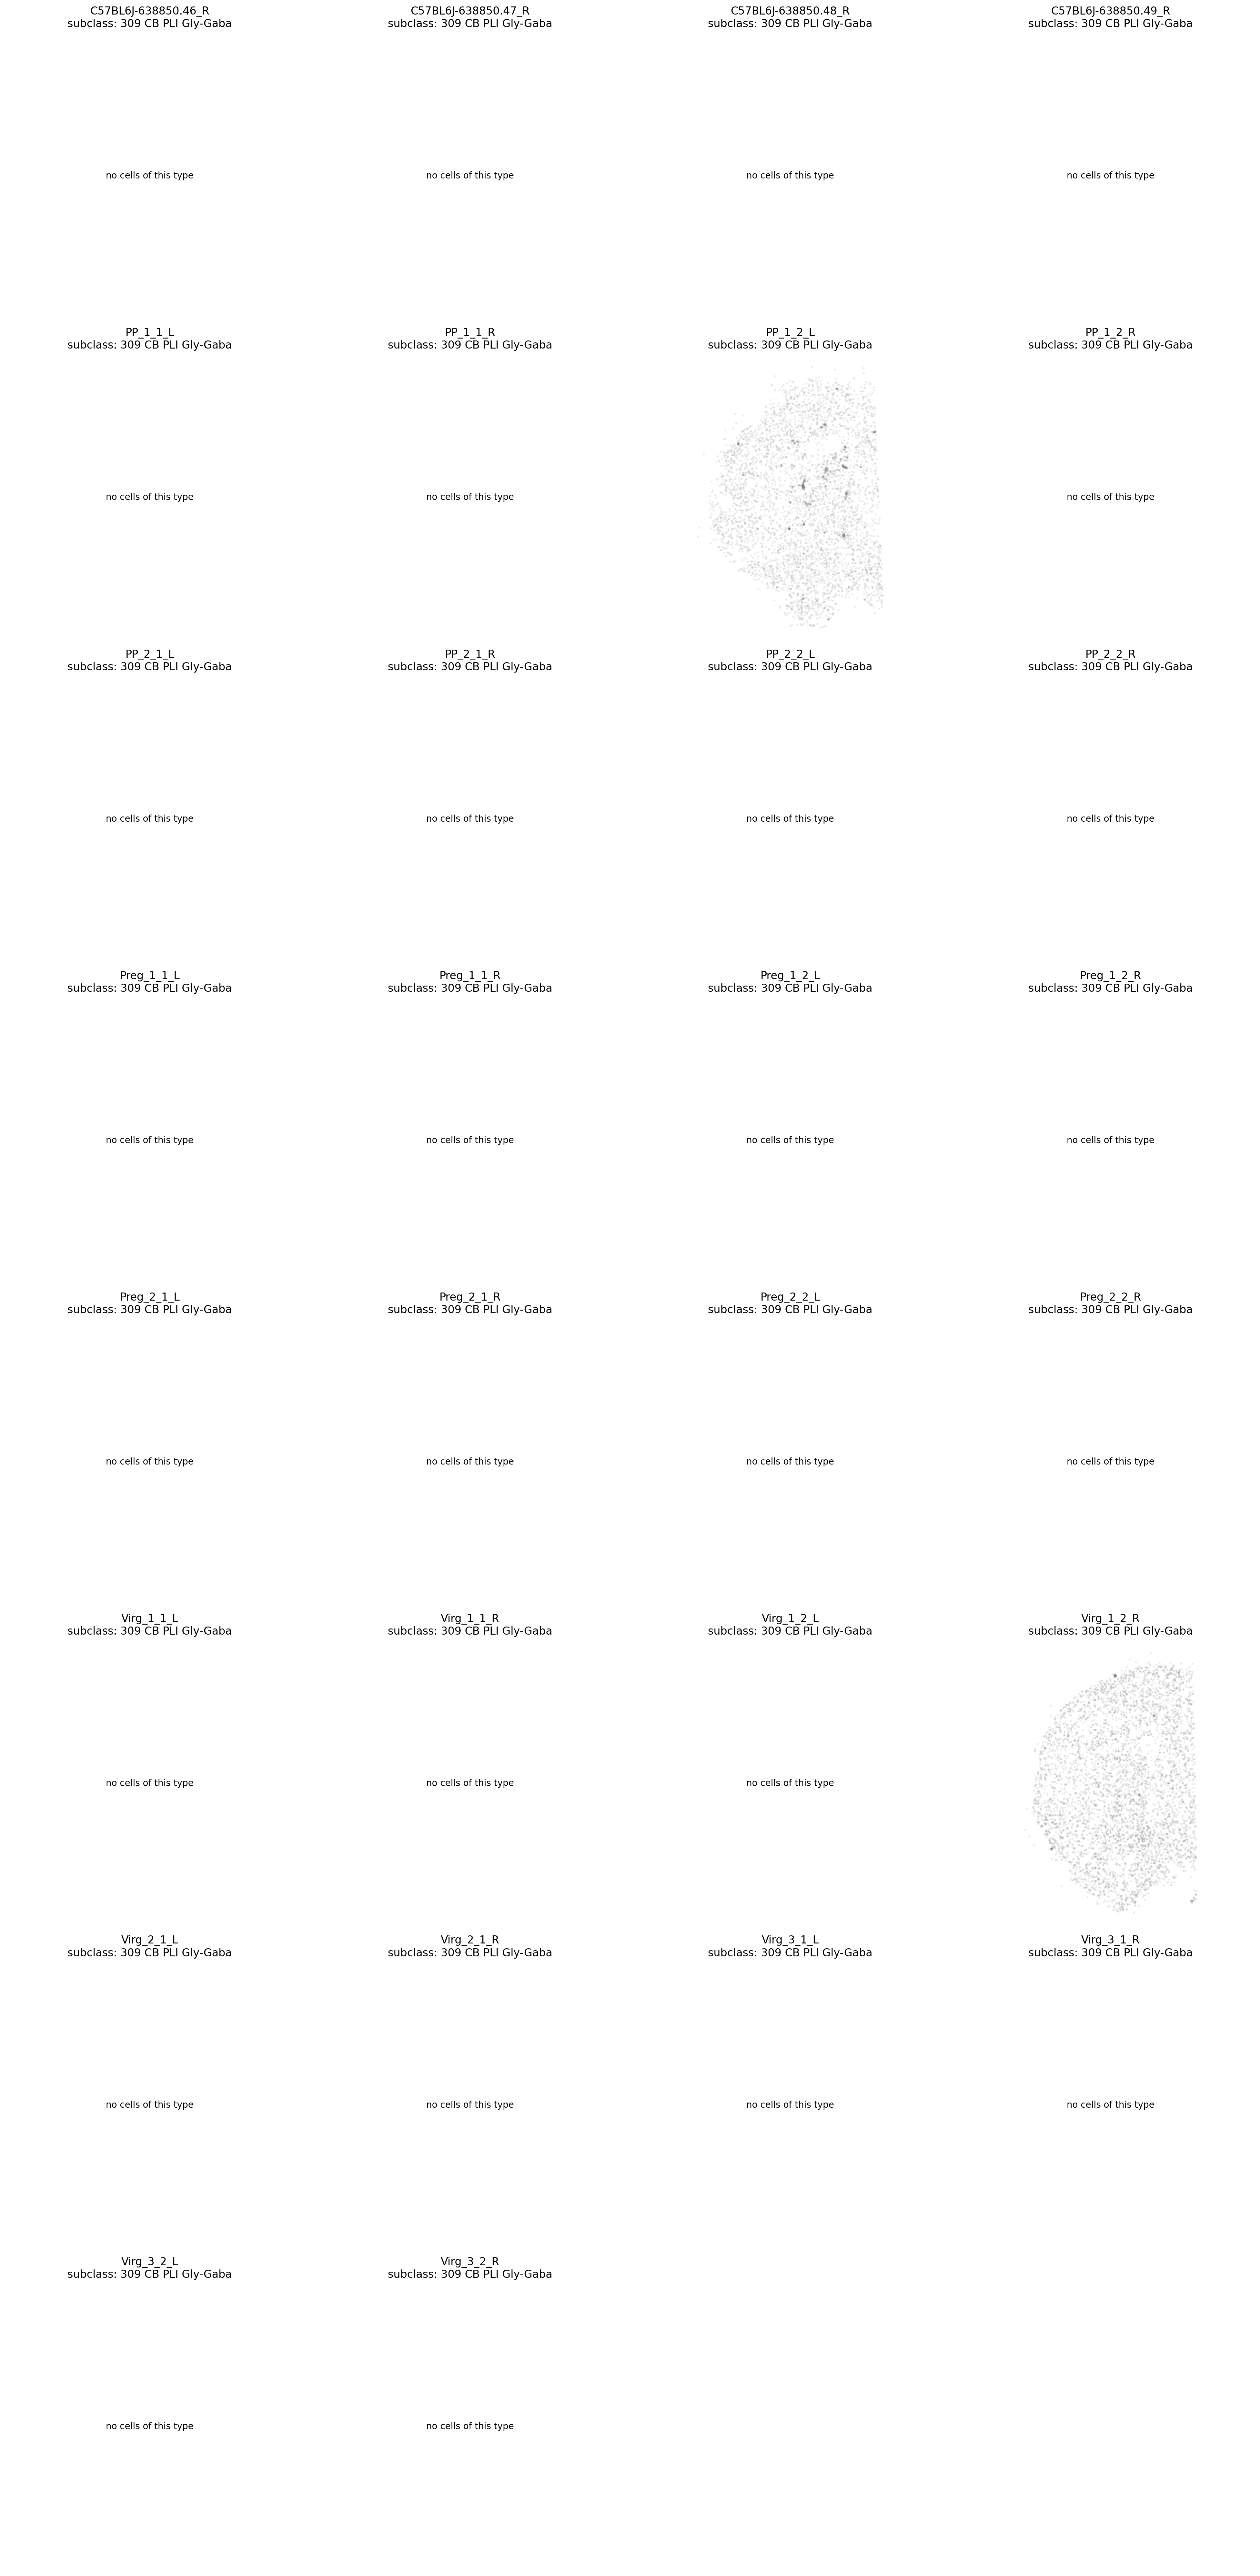 C57BL6J-638850.46_R
subclass: 309 CB PLI Gly-Gaba
C57BL6J-638850.47_R
subclass: 309 CB PLI Gly-Gaba
C57BL6J-638850.48_R
subclass: 309 CB PLI Gly-Gaba
C57BL6J-638850.49_R
subclass: 309 CB PLI Gly-Gaba
no cells of this type
no cells of this type
no cells of this type
no cells of this type
PP_1_1_L
subclass: 309 CB PLI Gly-Gaba
PP_1_1_R
subclass: 309 CB PLI Gly-Gaba
PP_1_2_L
subclass: 309 CB PLI Gly-Gaba
PP_1_2_R
subclass: 309 CB PLI Gly-Gaba
no cells of this type
no cells of this type
no cells of this type
PP_2_1_L
subclass: 309 CB PLI Gly-Gaba
PP_2_1_R
subclass: 309 CB PLI Gly-Gaba
PP_2_2_L
subclass: 309 CB PLI Gly-Gaba
PP_2_2_R
subclass: 309 CB PLI Gly-Gaba
no cells of this type
no cells of this type
no cells of this type
no cells of this type
Preg_1_1_L
subclass: 309 CB PLI Gly-Gaba
Preg_1_1_R
subclass: 309 CB PLI Gly-Gaba
Preg_1_2_L
subclass: 309 CB PLI Gly-Gaba
Preg_1_2_R
subclass: 309 CB PLI Gly-Gaba
no cells of this type
no cells of this type
no cells of this type
no cells of this type
Preg_2_1_L
subclass: 309 CB PLI Gly-Gaba
Preg_2_1_R
subclass: 309 CB PLI Gly-Gaba
Preg_2_2_L
subclass: 309 CB PLI Gly-Gaba
Preg_2_2_R
subclass: 309 CB PLI Gly-Gaba
no cells of this type
no cells of this type
no cells of this type
no cells of this type
Virg_1_1_L
subclass: 309 CB PLI Gly-Gaba
Virg_1_1_R
subclass: 309 CB PLI Gly-Gaba
Virg_1_2_L
subclass: 309 CB PLI Gly-Gaba
Virg_1_2_R
subclass: 309 CB PLI Gly-Gaba
no cells of this type
no cells of this type
no cells of this type
Virg_2_1_L
subclass: 309 CB PLI Gly-Gaba
Virg_2_1_R
subclass: 309 CB PLI Gly-Gaba
Virg_3_1_L
subclass: 309 CB PLI Gly-Gaba
Virg_3_1_R
subclass: 309 CB PLI Gly-Gaba
no cells of this type
no cells of this type
no cells of this type
no cells of this type
Virg_3_2_L
subclass: 309 CB PLI Gly-Gaba
Virg_3_2_R
subclass: 309 CB PLI Gly-Gaba
no cells of this type
no cells of this type